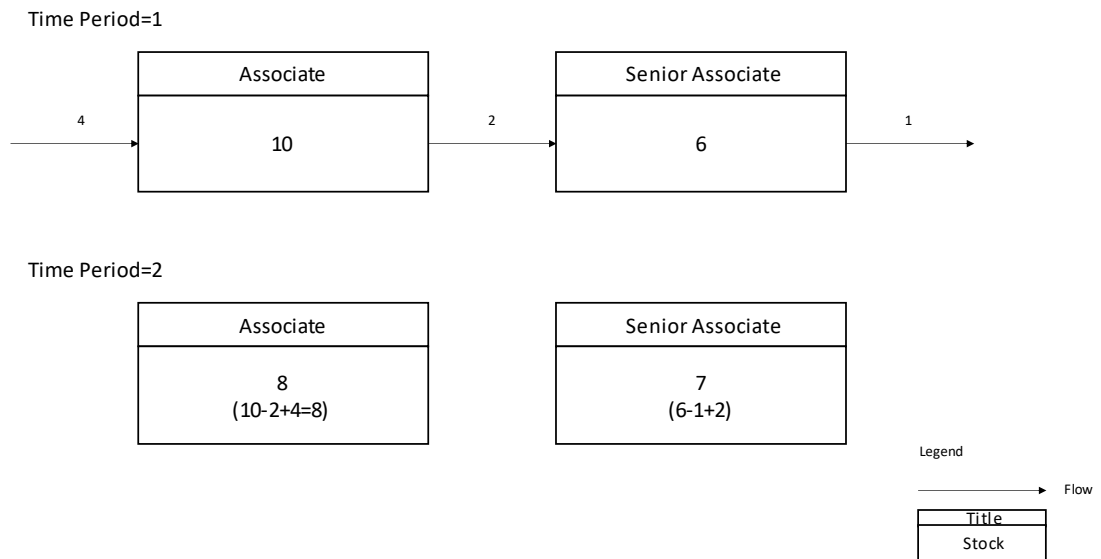 Time Period=1
Associate
Senior Associate
4
10
2
6
1
Time Period=2
Associate
Senior Associate
8
(10-2+4=8)
7
(6-1+2)
Legend
Flow
Title
Stock